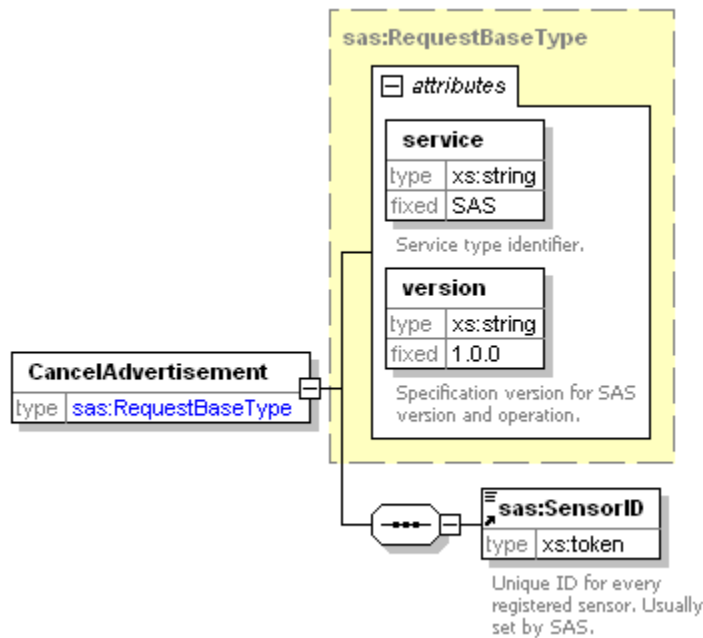 sas:RequestBaseType
attributes
service
type xs:string
fixed SAS
Service type identifier.
version
type xs:string
fixed 1.0.0
Specification version for SAS
version and operation.
CancelAdvertisement
type sas:RequestBaseType
sas:SensorID
type xs:token
Unique ID for every
registered sensor. Usually
set by SAS.